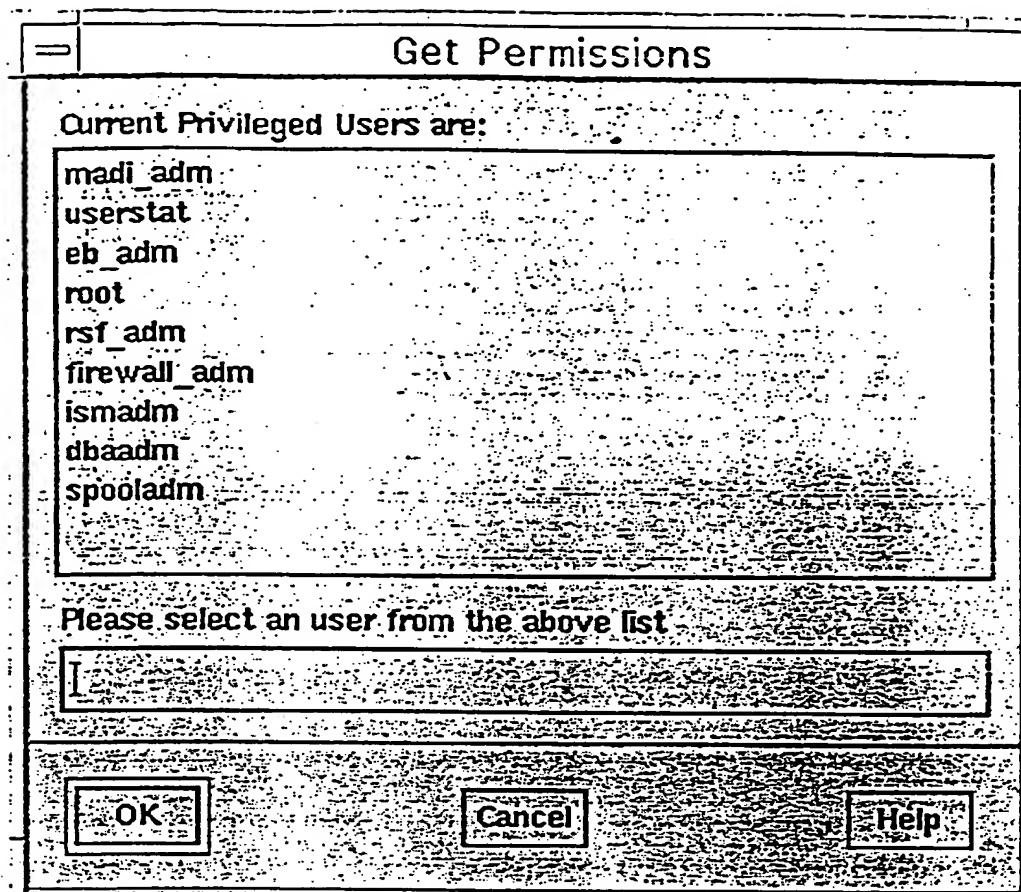 Get Permissions
Current Privileged Users are:
madi_adm
userstat
eb_adm
root
rsf_adm
firewall_adm
ismadm
dbaadm
spooladm
Please select an user from the above list
OK Cancel Help